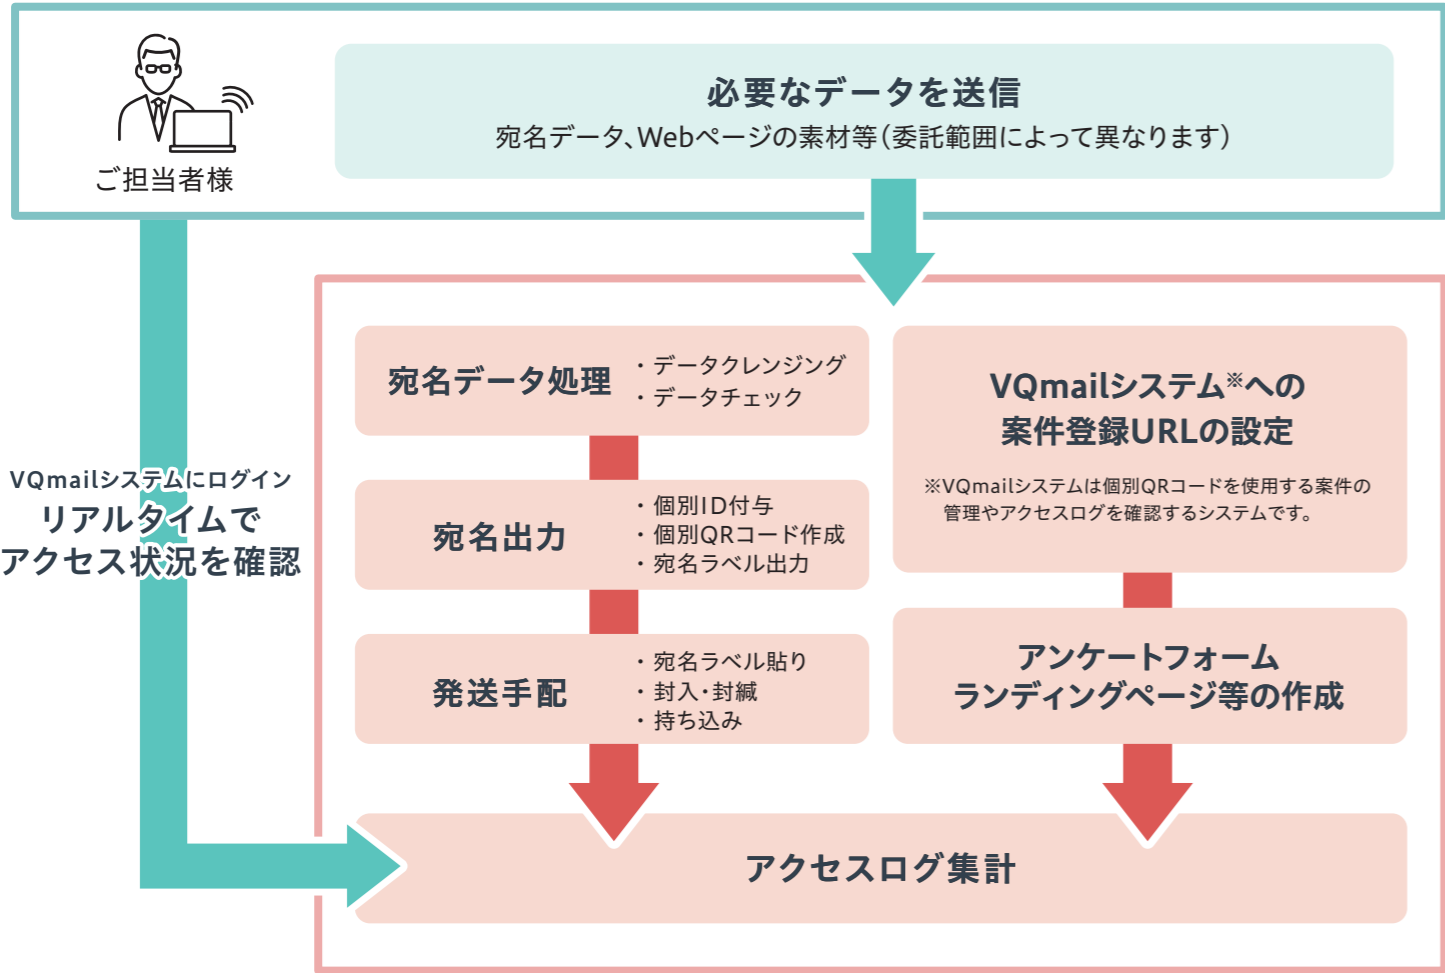 ご担当者様
必要なデータを送信
宛名データ、Webページの素材等（委託範囲によって異なります）
VQmailシステムにログイン
リアルタイムで
アクセス状況を確認
宛名データ処理
・データクレンジング
・データチェック
宛名出力
・個別ID付与
・個別QRコード作成
・宛名ラベル出力
発送手配
・宛名ラベル貼り
・封入・封緘
・持ち込み
VQmailシステム※への
案件登録URLの設定
※VQmailシステムは個別QRコードを使用する案件の
管理やアクセスログを確認するシステムです。
アンケートフォーム
ランディングページ等の作成
アクセスログ集計